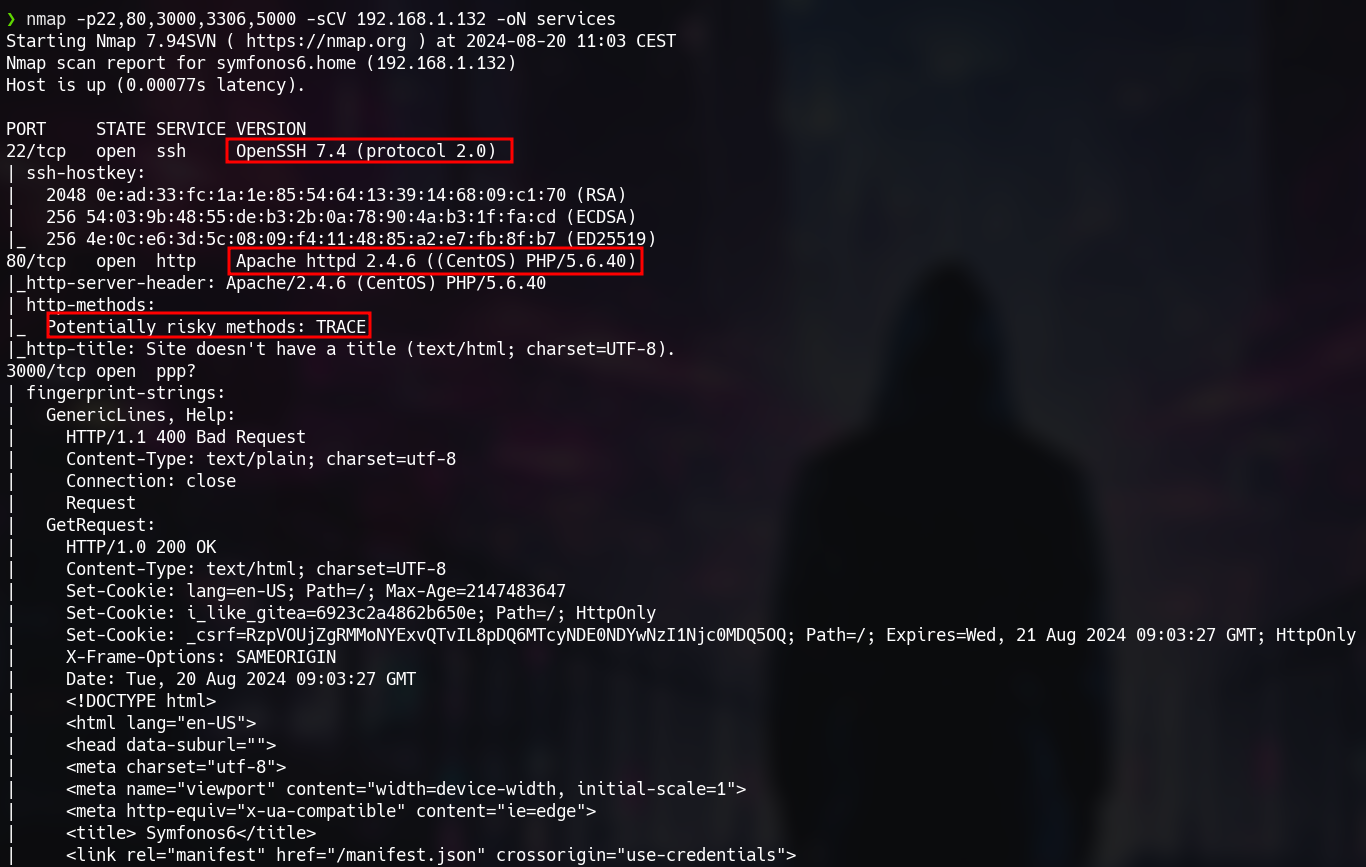 ❯ nmap -p22,80,3000,3306,5000 -sCV 192.168.1.132 -oN services
Starting Nmap 7.94SVN ( https://nmap.org ) at 2024-08-20 11:03 CEST
Nmap scan report for symfonos6.home (192.168.1.132)
Host is up (0.00077s latency).
PORT     STATE SERVICE VERSION
22/tcp   open  ssh     OpenSSH 7.4 (protocol 2.0)
| ssh-hostkey:
|   2048 0e:ad:33:fc:1a:1e:85:54:64:13:39:14:68:09:c1:70 (RSA)
|   256 54:03:9b:48:55:de:b3:2b:0a:78:90:4a:b3:1f:fa:cd (ECDSA)
|_  256 4e:0c:e6:3d:5c:08:09:f4:11:48:85:a2:e7:fb:8f:b7 (ED25519)
80/tcp   open  http    Apache httpd 2.4.6 ((CentOS) PHP/5.6.40)
|_http-server-header: Apache/2.4.6 (CentOS) PHP/5.6.40
| http-methods:
|_  Potentially risky methods: TRACE
|_http-title: Site doesn't have a title (text/html; charset=UTF-8).
3000/tcp open  ppp?
| fingerprint-strings:
|   GenericLines, Help:
|     HTTP/1.1 400 Bad Request
|     Content-Type: text/plain; charset=utf-8
|     Connection: close
|     Request
|   GetRequest:
|     HTTP/1.0 200 OK
|     Content-Type: text/html; charset=UTF-8
|     Set-Cookie: lang=en-US; Path=/; Max-Age=2147483647
|     Set-Cookie: i_like_gitea=6923c2a4862b650e; Path=/; HttpOnly
|     Set-Cookie: _csrf=RzpVOUjZgRMMoNYExvQTvIL8pDQ6MTcyNDE0NDYwNzI1Njc0MDQ5OQ; Path=/; Expires=Wed, 21 Aug 2024 09:03:27 GMT; HttpOnly
|     X-Frame-Options: SAMEORIGIN
|     Date: Tue, 20 Aug 2024 09:03:27 GMT
|     <!DOCTYPE html>
|     <html lang="en-US">
|     <head data-suburl="">
|     <meta charset="utf-8">
|     <meta name="viewport" content="width=device-width, initial-scale=1">
|     <meta http-equiv="x-ua-compatible" content="ie=edge">
|     <title> Symfonos6</title>
|     <link rel="manifest" href="/manifest.json" crossorigin="use-credentials">